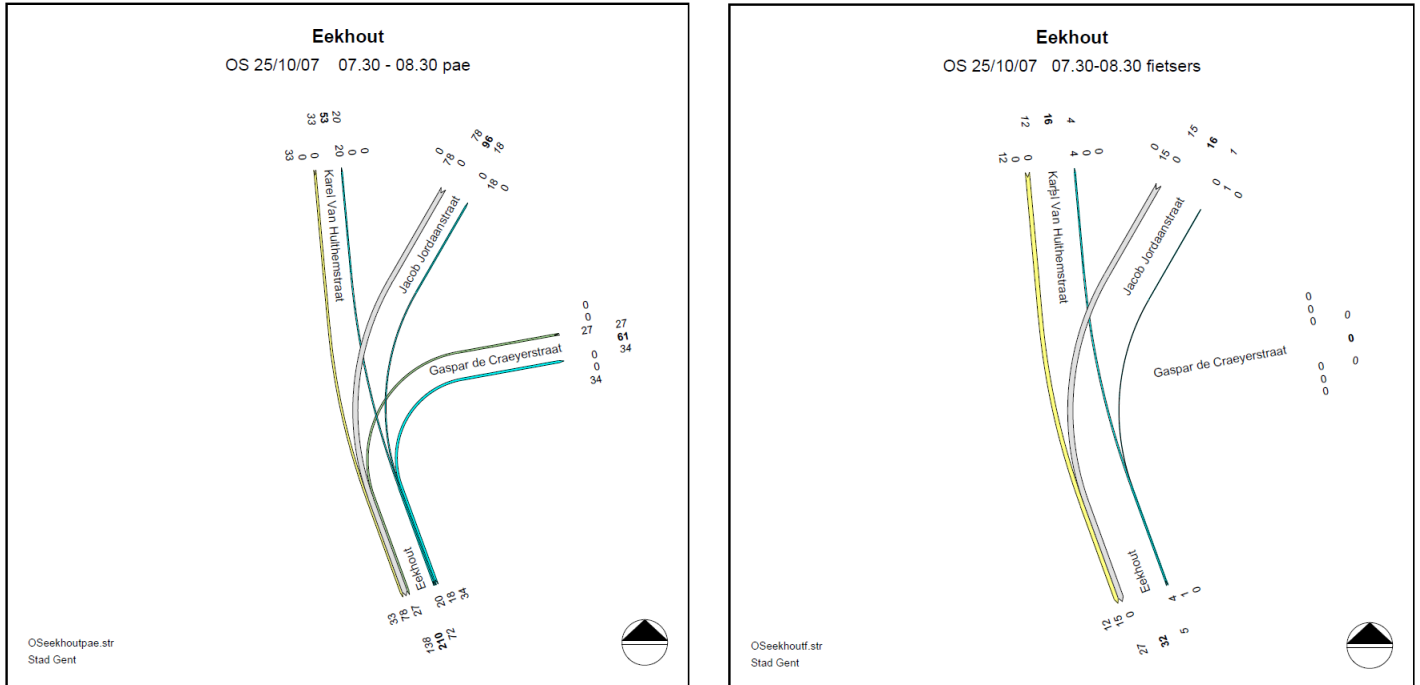 Eekhout
OS 25/10/07 07.30 - 08.30 pae
33 53 20
33 0 0
20 0 0
Karel Van Hulthemstraat
78 96 18
0 78 0
0 18 0
Jacob Jordaanstraat
0
0
27
27
61
34
0
0
34
Gaspar de Craeyerstraat
Eekhout
33 78 27
20 18 34
138 210 72
OSeekhoutpae.str
Stad Gent
Eekhout
OS 25/10/07 07.30-08.30 fietsers
12 16 4
12 0 0
4 0 0
Karel Van Hulthemstraat
15 16 1
0 15 0
0 1 0
Jacob Jordaanstraat
0
0
0
0
0
0
0
0
0
Gaspar de Craeyerstraat
Eekhout
12 15 0
4 1 0
27 32 5
OSeekhoutf.str
Stad Gent